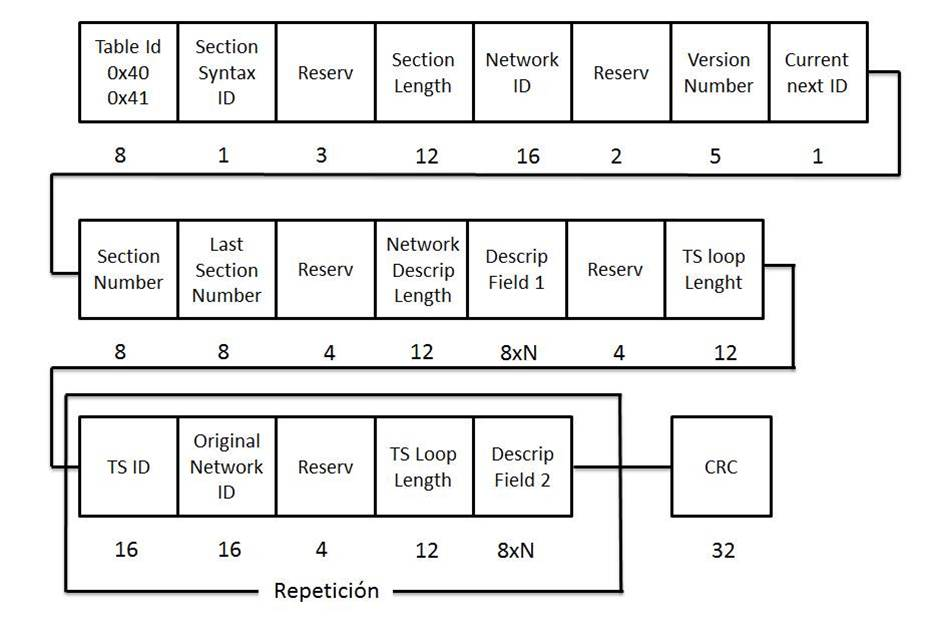 Table Id
0x40
0x41
Section
Syntax
ID
Reserv
Section
Length
Network
ID
Reserv
Version
Number
Current
next ID
8
1
3
12
16
2
5
1
Section
Number
Last
Section
Number
Reserv
Network
Descrip
Length
Descrip
Field 1
Reserv
TS loop
Lenght
8
8
4
12
8xN
4
12
TS ID
Original
Network
ID
Reserv
TS Loop
Length
Descrip
Field 2
CRC
16
16
4
12
8xN
32
Repetición